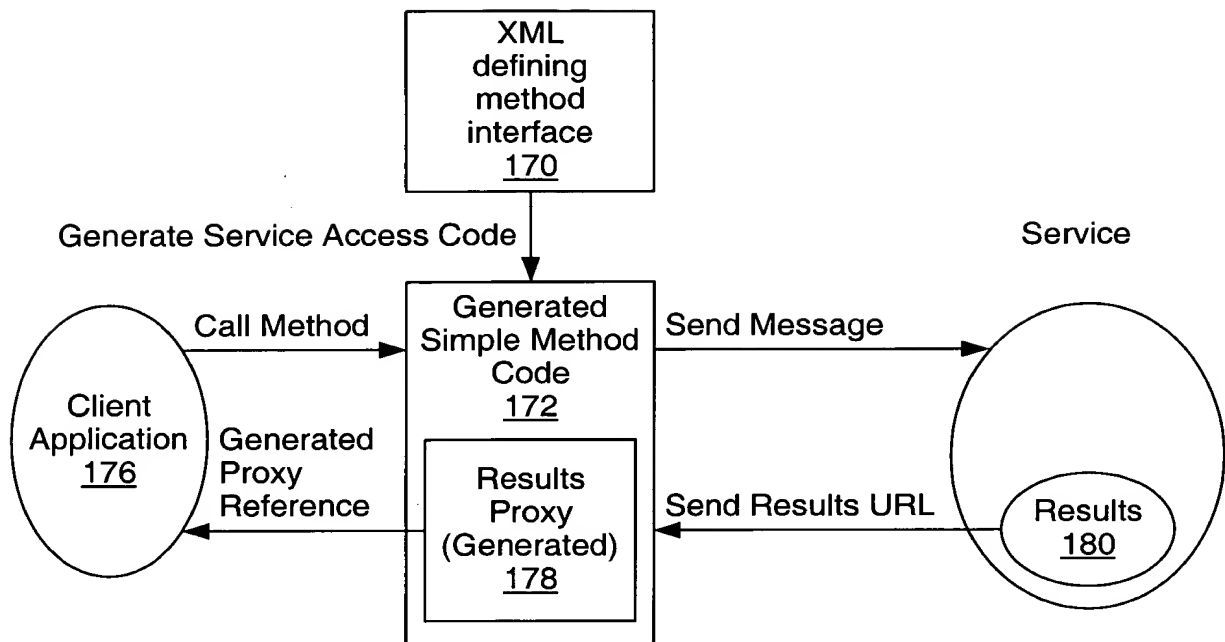 XML
defining
method
interface
170
Generate Service Access Code
Service
Call Method
Generated
Simple Method
Code
172
Send Message
Client
Application
176
Generated
Proxy
Reference
Results
Proxy
(Generated)
178
Send Results URL
Results
180